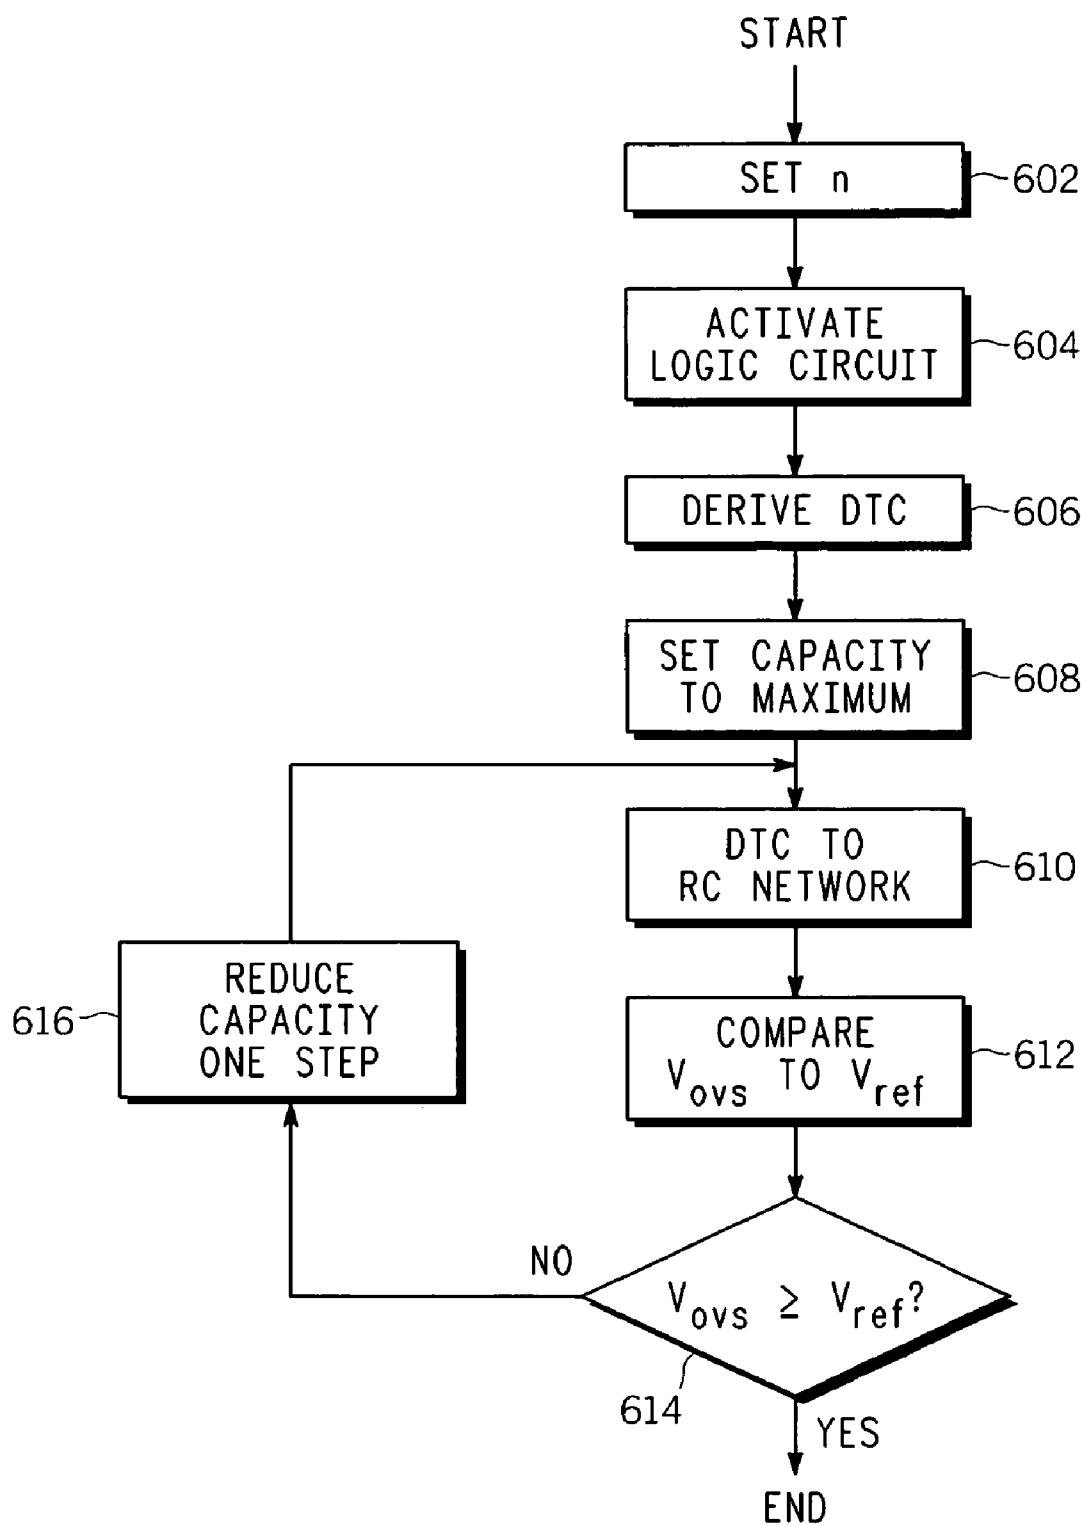 START
SET n
602
ACTIVATE
LOGIC CIRCUIT
604
DERIVE DTC
606
SET CAPACITY
TO MAXIMUM
608
DTC TO
RC NETWORK
610
REDUCE
CAPACITY
ONE STEP
616
COMPARE
Vovs TO Vref
612
NO
Vovs ≥ Vref?
614
YES
END